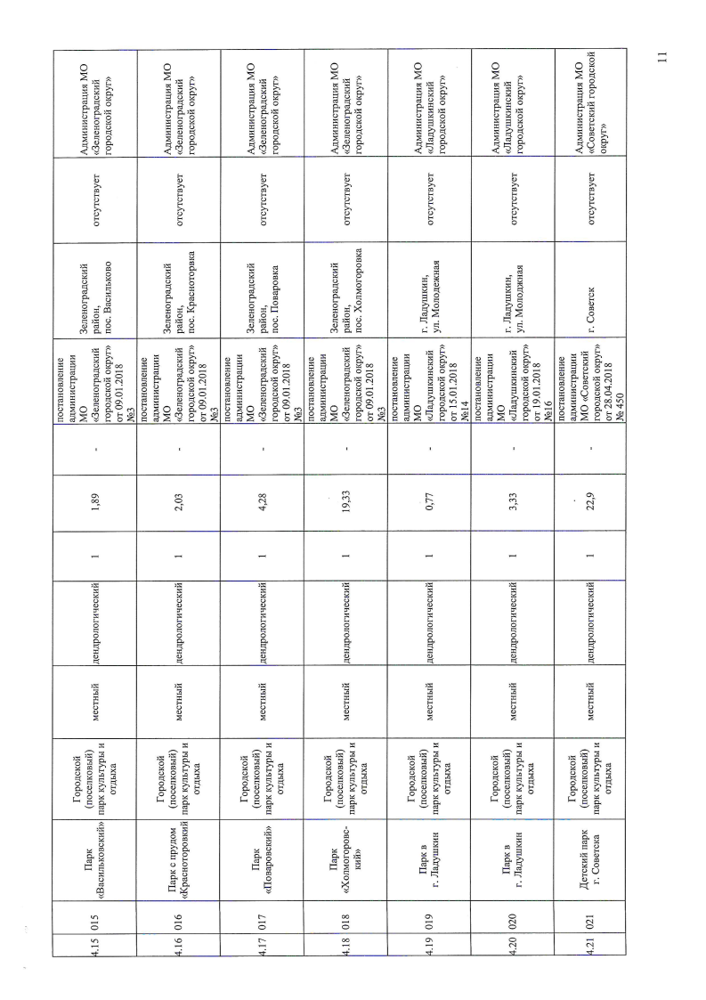 11
4.15
015
Парк
«Васильковский»
Городской
(поселковый)
парк культуры и
отдыха
местный
дендрологический
1
1,89
-
постановление
администрации
МО
«Зеленоградский
городской округ»
от 09.01.2018
№3
Зеленоградский
район,
пос. Васильково
отсутствует
Администрация МО
«Зеленоградский
городской округ»
4.16
016
Парк с прудом
«Красноторовкий
Городской
(поселковый)
парк культуры и
отдыха
местный
дендрологический
1
2,03
-
постановление
администрации
МО
«Зеленоградский
городской округ»
от 09.01.2018
№3
Зеленоградский
район,
пос. Красноторвка
отсутствует
Администрация МО
«Зеленоградский
городской округ»
4.17
017
Парк
«Поваровский»
Городской
(поселковый)
парк культуры и
отдыха
местный
дендрологический
1
4,28
-
постановление
администрации
МО
«Зеленоградский
городской округ»
от 09.01.2018
№3
Зеленоградский
район,
пос. Поваровка
отсутствует
Администрация МО
«Зеленоградский
городской округ»
4.18
018
Парк
«Холмогоровс-
кий»
Городской
(поселковый)
парк культуры и
отдыха
местный
дендрологический
1
19,33
-
постановление
администрации
МО
«Зеленоградский
городской округ»
от 09.01.2018
№3
Зеленоградский
район,
пос. Холмогоровка
отсутствует
Администрация МО
«Зеленоградский
городской округ»
4.19
019
Парк в
г. Ладушкин
Городской
(поселковый)
парк культуры и
отдыха
местный
дендрологический
1
0,77
-
постановление
администрации
МО
«Ладушкинский
городской округ»
от 15.01.2018
№14
г. Ладушкин,
ул. Молодежная
отсутствует
Администрация МО
«Ладушкинский
городской округ»
4.20
020
Парк в
г. Ладушкин
Городской
(поселковый)
парк культуры и
отдыха
местный
дендрологический
1
3,33
-
постановление
администрации
МО
«Ладушкинский
городской округ»
от 19.01.2018
№16
г. Ладушкин,
ул. Молоджная
отсутствует
Администрация МО
«Ладушкинский
городской округ»
4.21
021
Детский парк
г. Советска
Городской
(поселковый)
парк культуры и
отдыха
местный
дендрологический
1
22,9
-
постановление
администрации
МО «Советский
городской округ»
от 28.04.2018
№ 450
г. Советск
отсутствует
Администрация МО
«Советский городской
округ»